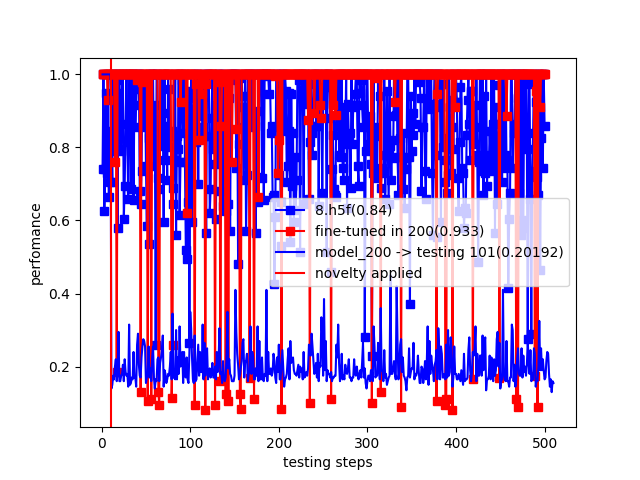 1.0
0.8
0.6
0.4
0.2
perfomance
8.h5f(0.84)
fine-tuned in 200(0.933)
model_200 -> testing 101(0.20192)
novelty applied
0 100 200 300 400 500
testing steps